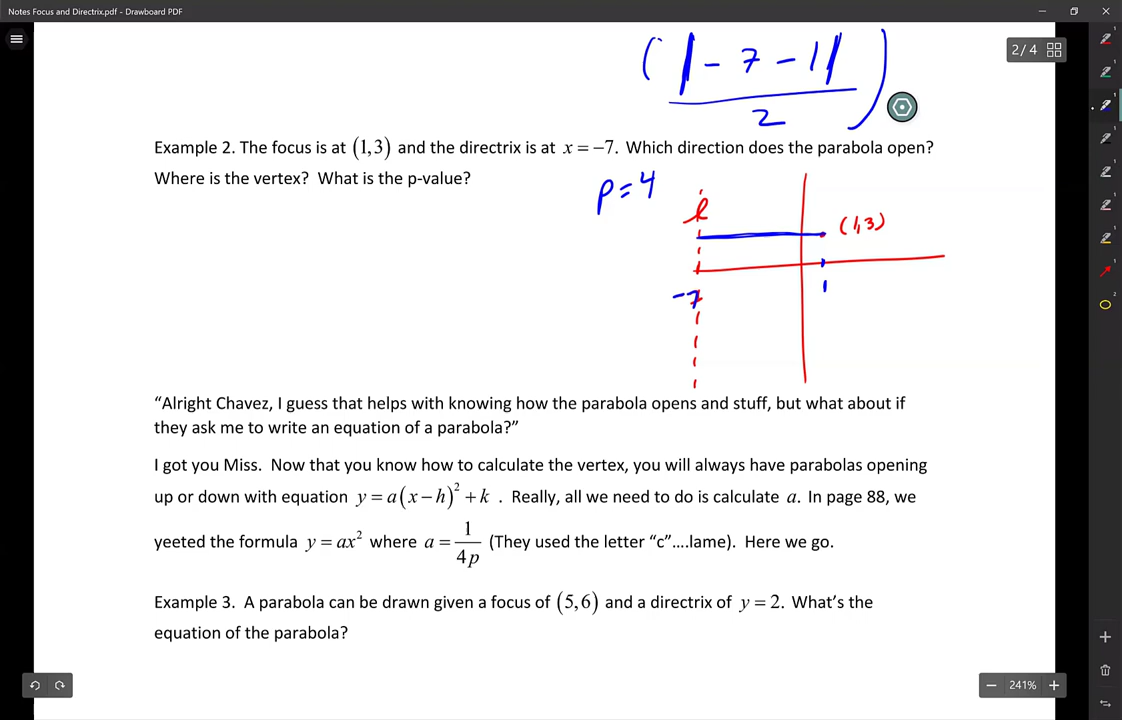 Notes Focus and Directrix.pdf - Drawboard PDF
2/4
(|-7-1|/2)
Example 2. The focus is at (1,3) and the directrix is at x = −7. Which direction does the parabola open?
Where is the vertex? What is the p-value?
p=4
l
(1,3)
-7
1
“Alright Chavez, I guess that helps with knowing how the parabola opens and stuff, but what about if
they ask me to write an equation of a parabola?”
I got you Miss. Now that you know how to calculate the vertex, you will always have parabolas opening
up or down with equation y = a(x − h)² + k . Really, all we need to do is calculate a. In page 88, we
yeeted the formula y = ax² where a = 1/4p (They used the letter “c”....lame). Here we go.
Example 3. A parabola can be drawn given a focus of (5,6) and a directrix of y = 2. What’s the
equation of the parabola?
241%